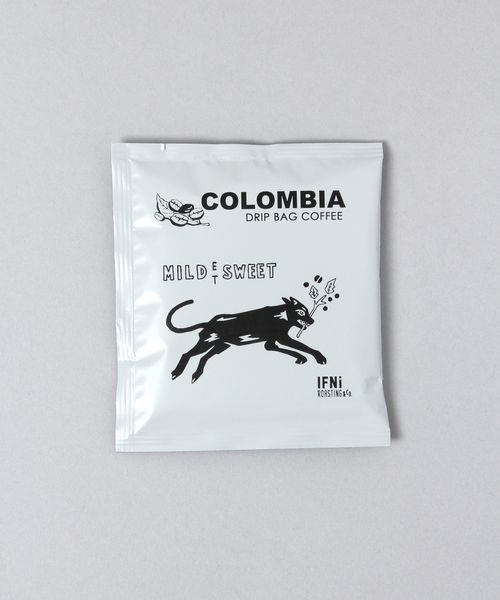 COLOMBIA
DRIP BAG COFFEE
MILD ET SWEET
IFNi
ROASTING & Co.